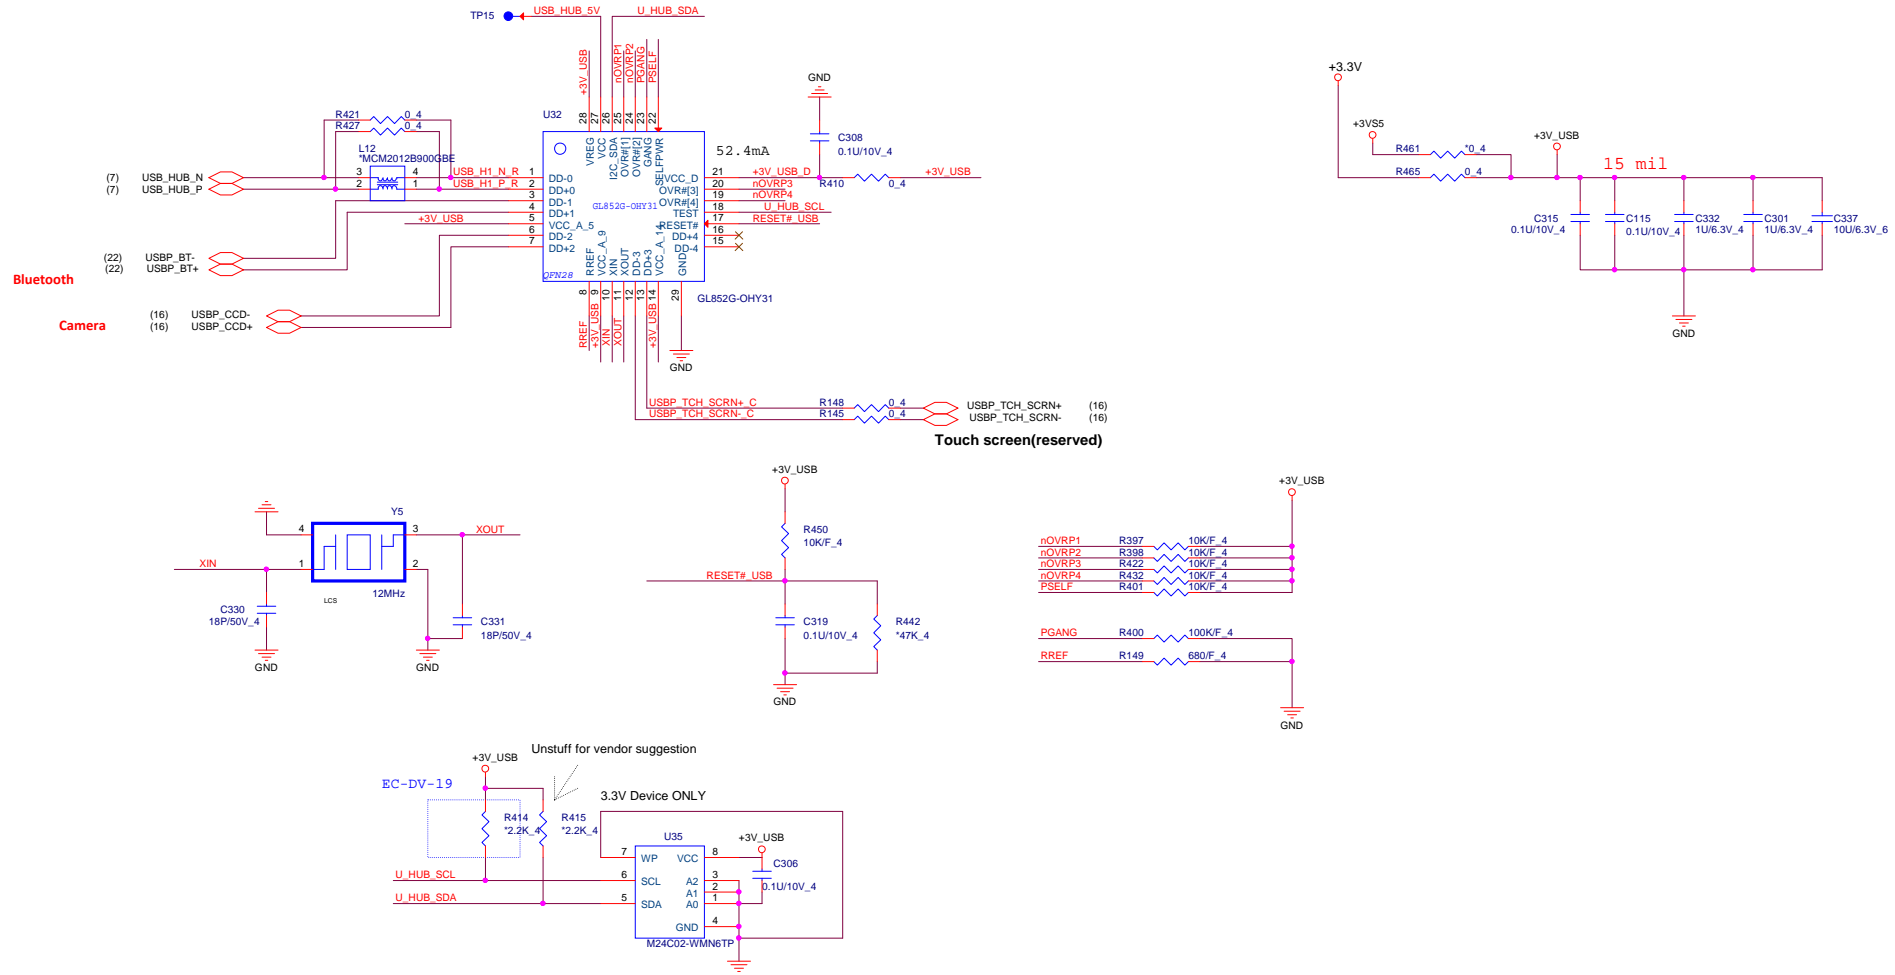 TP15
USB_HUB_5V
U_HUB_SDA
+3V_USB
nOVRP1
nOVRP2
PGANG
PSELF
U32
28
27
26
25
24
23
22
VREG
VCC
I2C_SDA
OVR#[1]
OVR#[2]
GANG
SELFPWR
R421 0_4
R427 0_4
L12
*MCM2012B900GBE
3 4
2 1
(7) USB_HUB_N
(7) USB_HUB_P
USB_H1_N_R
USB_H1_P_R
+3V_USB
1 DD-0
2 DD+0
3 DD-1
4 DD+1
5 VCC_A_5
6 DD-2
7 DD+2
GL852G-OHY31
QFN28
52.4mA
VCC_D 21
OVR#[3] 20
OVR#[4] 19
TEST 18
RESET# 17
DD+4 16
DD-4 15
+3V_USB_D
nOVRP3
nOVRP4
U_HUB_SCL
RESET#_USB
R410 0_4
+3V_USB
GND
C308
0.1U/10V_4
RREF
VCC_A_9
XIN
XOUT
DD-3
DD+3
VCC_A_14
GND
8
9
10
11
12
13
14
29
RREF
+3V_USB
XIN
XOUT
+3V_USB
GND
GL852G-OHY31
Bluetooth
(22) USBP_BT-
(22) USBP_BT+
Camera
(16) USBP_CCD-
(16) USBP_CCD+
USBP_TCH_SCRN+_C R148 0_4 USBP_TCH_SCRN+ (16)
USBP_TCH_SCRN-_C R145 0_4 USBP_TCH_SCRN- (16)
Touch screen(reserved)
+3.3V
+3VS5
+3V_USB
R461 *0_4
R465 0_4
15 mil
C315
0.1U/10V_4
C115
0.1U/10V_4
C332
1U/6.3V_4
C301
1U/6.3V_4
C337
10U/6.3V_6
GND
Y5
4 3
1 2
XOUT
XIN
LCS
12MHz
C330
18P/50V_4
C331
18P/50V_4
GND
GND
+3V_USB
R450
10K/F_4
RESET#_USB
C319
0.1U/10V_4
R442
*47K_4
GND
+3V_USB
nOVRP1 R397 10K/F_4
nOVRP2 R398 10K/F_4
nOVRP3 R422 10K/F_4
nOVRP4 R432 10K/F_4
PSELF R401 10K/F_4
PGANG R400 100K/F_4
RREF R149 680/F_4
GND
Unstuff for vendor suggestion
+3V_USB
EC-DV-19
3.3V Device ONLY
R414
*2.2K_4
R415
*2.2K_4
U35
+3V_USB
7 WP VCC 8
C306
0.1U/10V_4
U_HUB_SCL 6 SCL A2 3
A1 2
U_HUB_SDA 5 SDA A0 1
GND 4
M24C02-WMN6TP